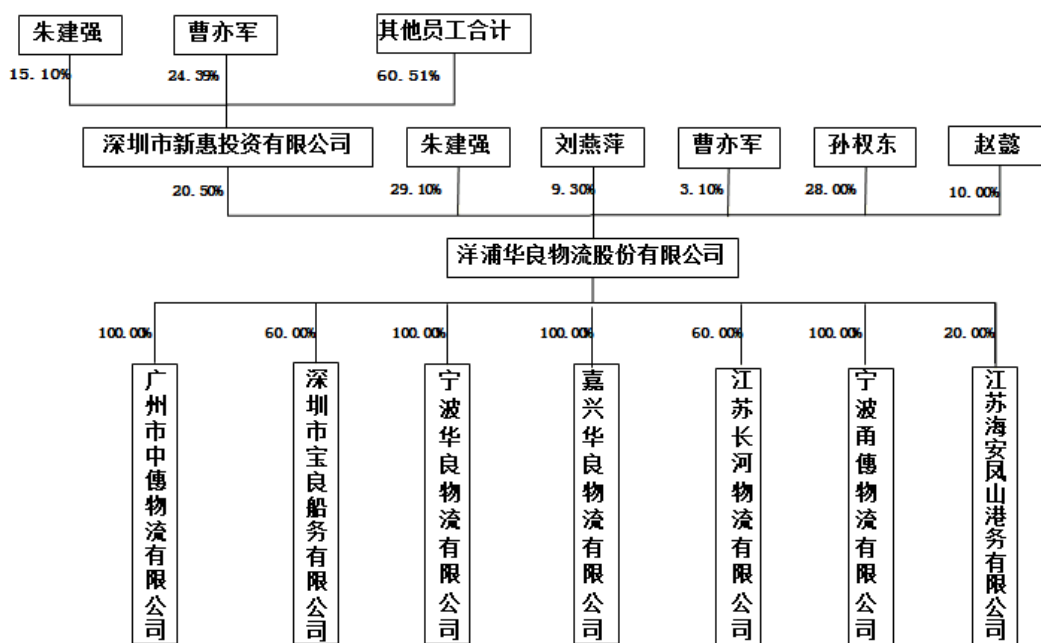 朱建强
曹亦军
其他员工合计
15.10%
24.39%
60.51%
深圳市新惠投资有限公司
朱建强
刘燕萍
曹亦军
孙权东
赵懿
20.50%
29.10%
9.30%
3.10%
28.00%
10.00%
洋浦华良物流股份有限公司
100.00%
60.00%
100.00%
100.00%
60.00%
100.00%
20.00%
广州市中傳物流有限公司
深圳市宝良船务有限公司
宁波华良物流有限公司
嘉兴华良物流有限公司
江苏长河物流有限公司
宁波甬傳物流有限公司
江苏海安凤山港务有限公司